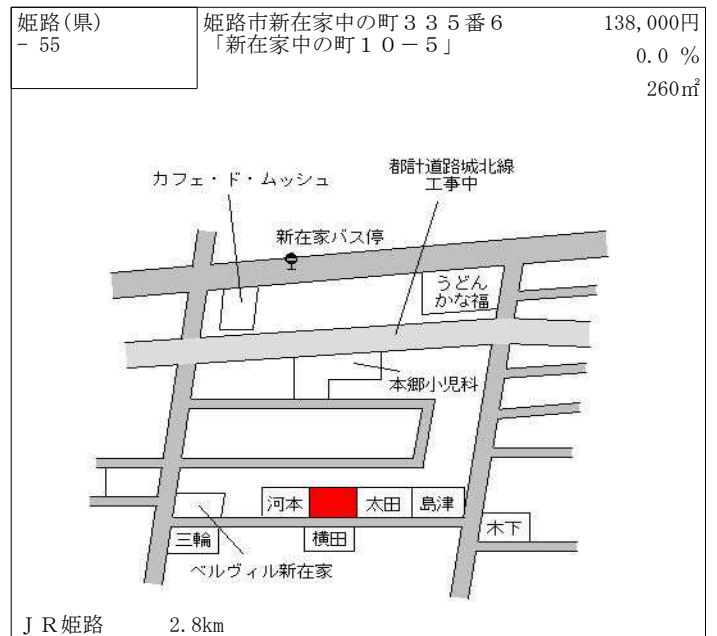 姫路(県)
- 55
姫路市新在家中の町３３５番６
「新在家中の町１０－５」
138,000円
0.0 %
260㎡
カフェ・ド・ムッシュ
都計道路城北線
工事中
新在家バス停
うどん
かな福
本郷小児科
河本
太田
島津
三輪
横田
木下
ベルヴィル新在家
ＪＲ姫路 2.8km